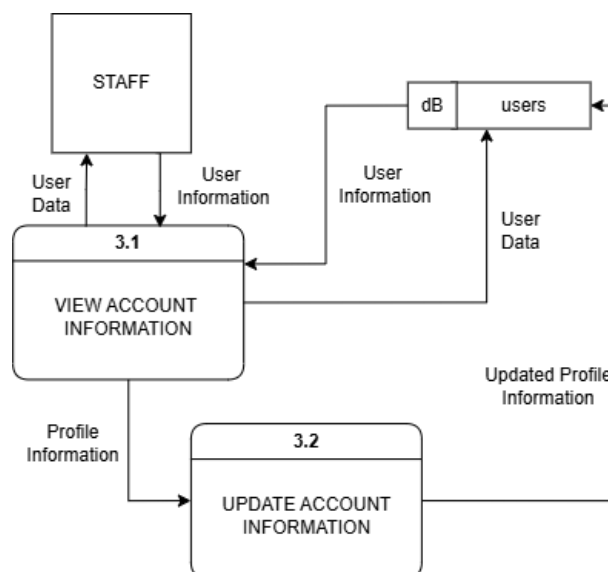 STAFF
dB
users
User
Data
User
Information
User
Information
User
Data
3.1
VIEW ACCOUNT
INFORMATION
Profile
Information
Updated Profile
Information
3.2
UPDATE ACCOUNT
INFORMATION